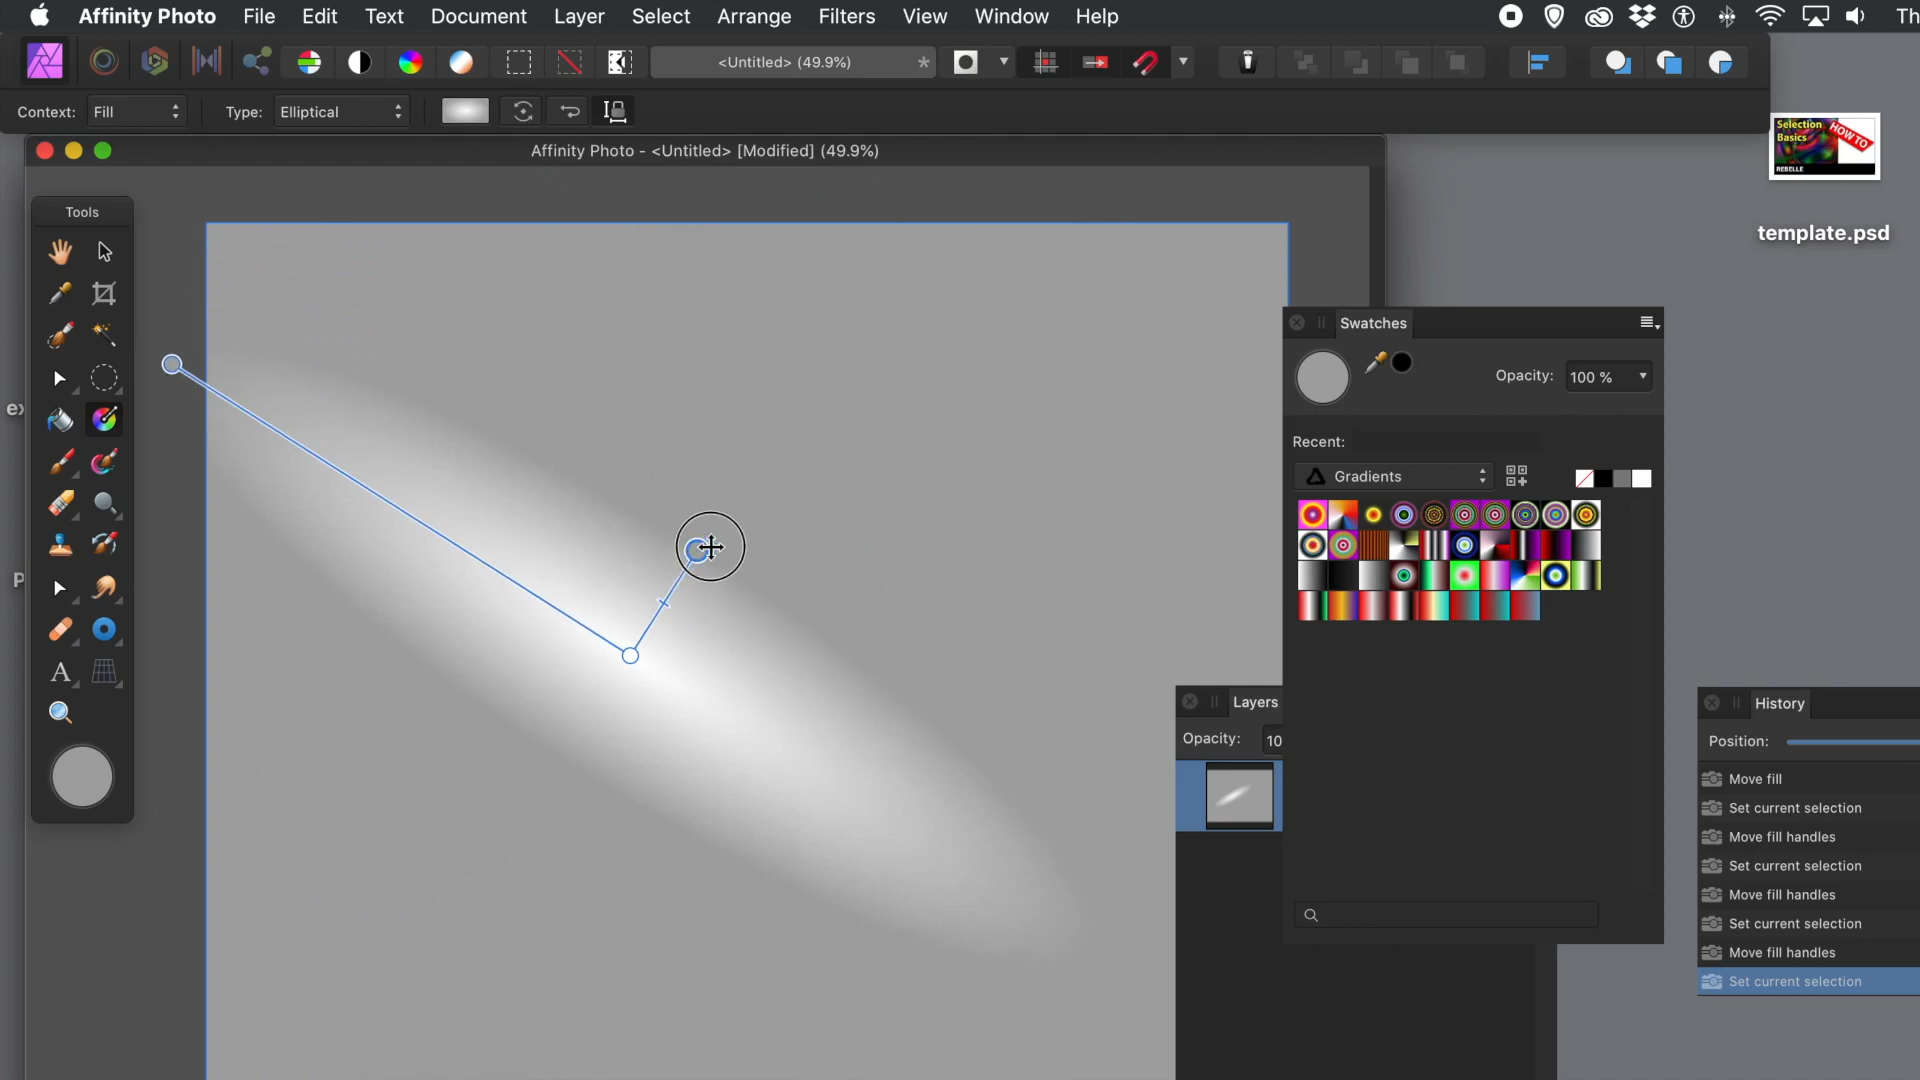 Affinity Photo File Edit Text Document Layer Select Arrange Filters View Window Help Th
<Untitled> (49.9%) *
Context: Fill Type: Elliptical
Affinity Photo - <Untitled> [Modified] (49.9%)
Selection
Basics
HOW TO
REBELLE
template.psd
Tools
ex
P
A
Swatches
Opacity: 100 %
Recent:
Gradients
Layers
Opacity: 10
History
Position:
Move fill
Set current selection
Move fill handles
Set current selection
Move fill handles
Set current selection
Move fill handles
Set current selection